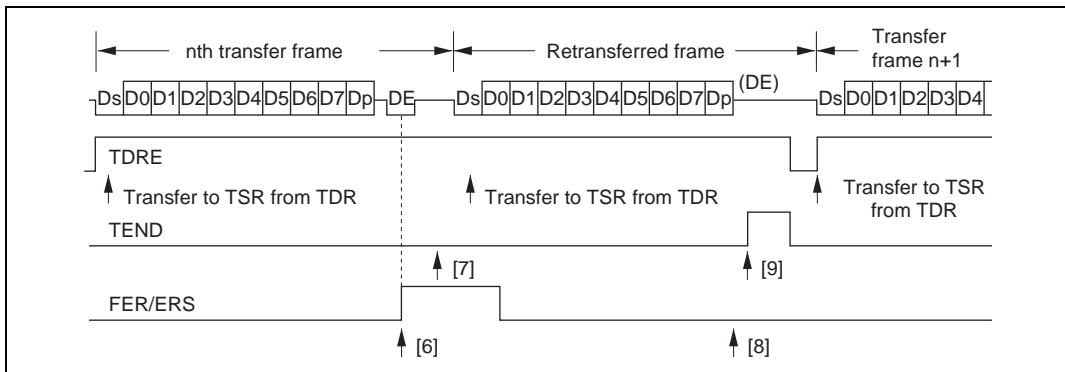 nth transfer frame
Retransferred frame
Transfer
frame n+1
Ds D0 D1 D2 D3 D4 D5 D6 D7 Dp DE
Ds D0 D1 D2 D3 D4 D5 D6 D7 Dp (DE)
Ds D0 D1 D2 D3 D4
TDRE
Transfer to TSR from TDR
Transfer to TSR from TDR
Transfer to TSR
from TDR
TEND
[7]
[9]
FER/ERS
[6]
[8]